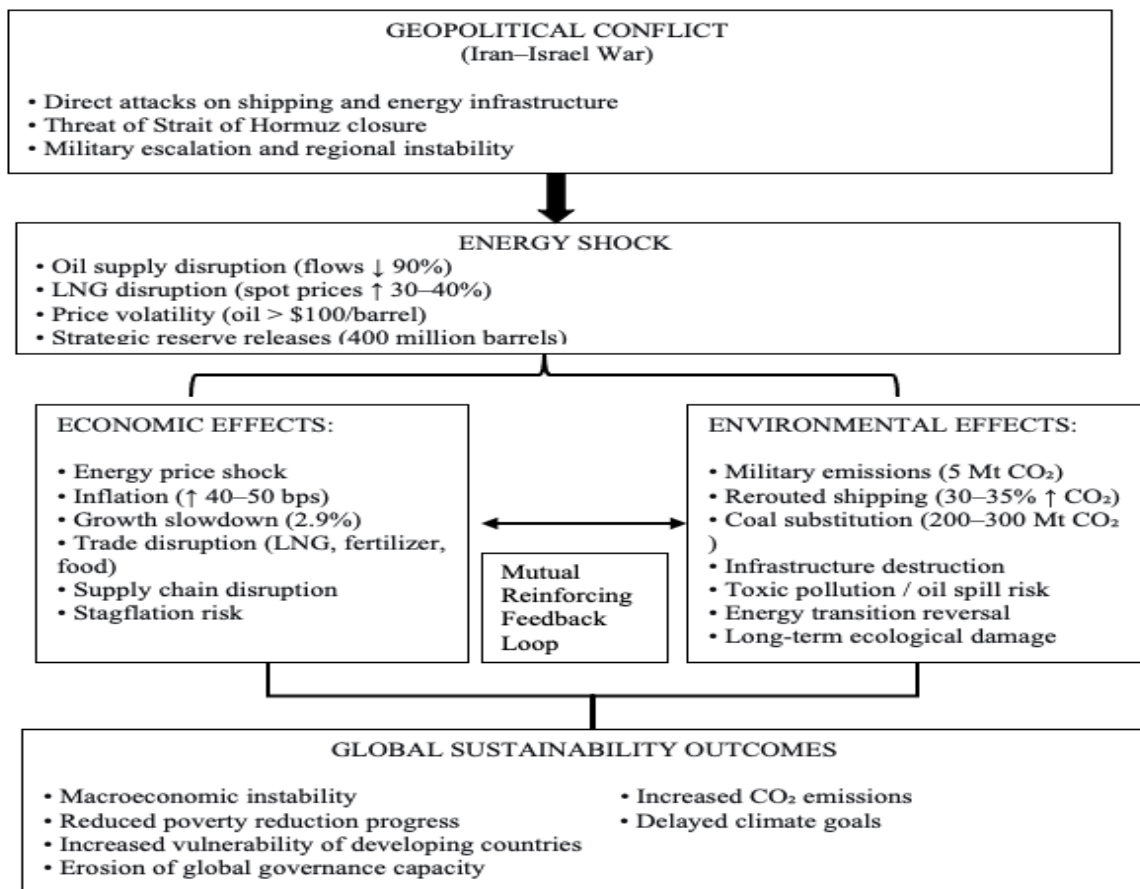 GEOPOLITICAL CONFLICT
(Iran–Israel War)
• Direct attacks on shipping and energy infrastructure
• Threat of Strait of Hormuz closure
• Military escalation and regional instability
ENERGY SHOCK
• Oil supply disruption (flows ↓ 90%)
• LNG disruption (spot prices ↑ 30–40%)
• Price volatility (oil > $100/barrel)
• Strategic reserve releases (400 million barrels)
ECONOMIC EFFECTS:
• Energy price shock
• Inflation (↑ 40–50 bps)
• Growth slowdown (2.9%)
• Trade disruption (LNG, fertilizer,
food)
• Supply chain disruption
• Stagflation risk
Mutual
Reinforcing
Feedback
Loop
ENVIRONMENTAL EFFECTS:
• Military emissions (5 Mt CO₂)
• Rerouted shipping (30–35% ↑ CO₂)
• Coal substitution (200–300 Mt CO₂
)
• Infrastructure destruction
• Toxic pollution / oil spill risk
• Energy transition reversal
• Long-term ecological damage
GLOBAL SUSTAINABILITY OUTCOMES
• Macroeconomic instability
• Reduced poverty reduction progress
• Increased vulnerability of developing countries
• Erosion of global governance capacity
• Increased CO₂ emissions
• Delayed climate goals